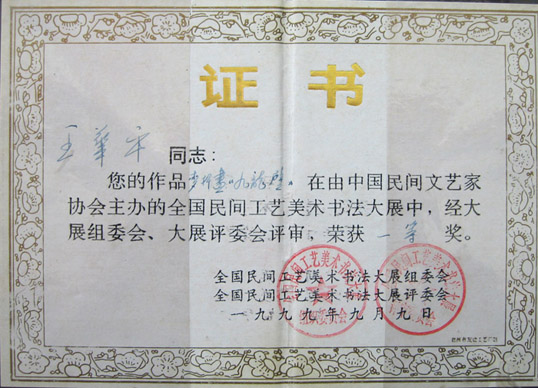 证书
王華平 同志:
您的作品 。在由中国民间文艺家
协会主办的全国民间工艺美术书法大展中，经大
展组委会、大展评委会评审，荣获 一等 奖。
全国民间工艺美术书法大展组委会
全国民间工艺美术书法大展评委会
一九九九年九月九日